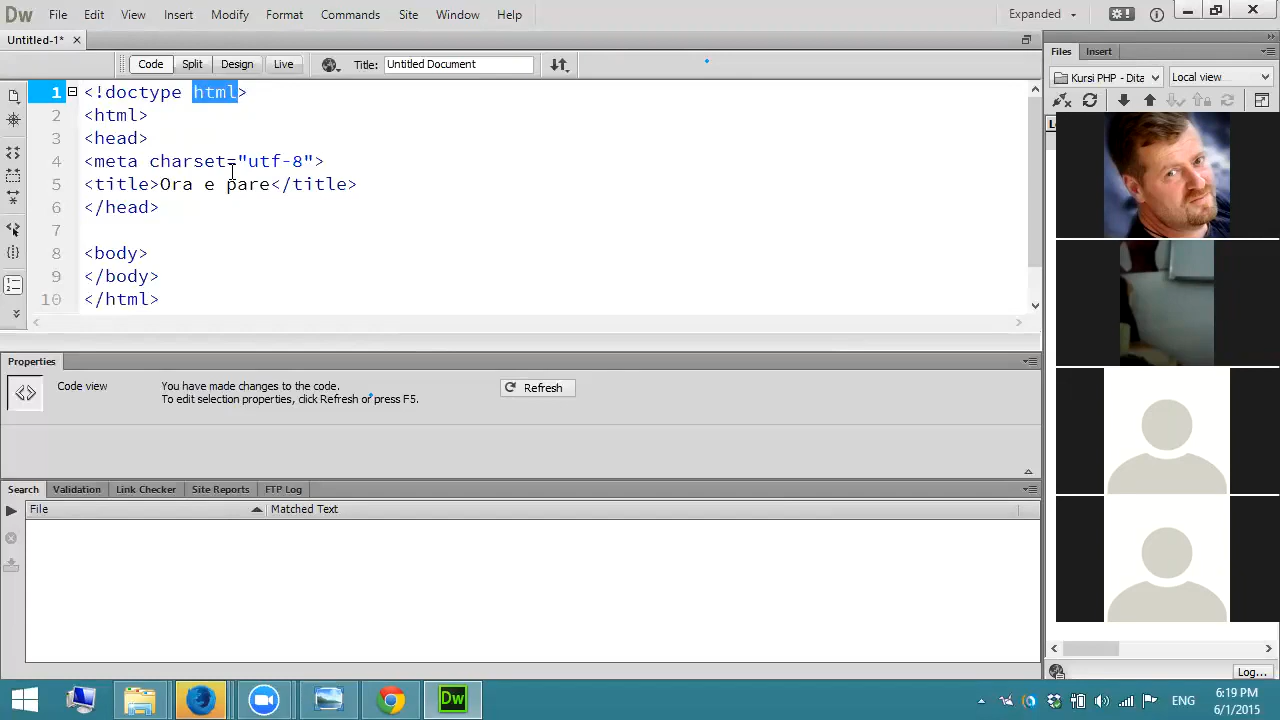 Dw File Edit View Insert Modify Format Commands Site Window Help Expanded
Untitled-1* Files Insert
Code Split Design Live Title: Untitled Document
Kursi PHP - Dita Local view
1 <!doctype html>
2 <html>
3 <head>
4 <meta charset="utf-8">
5 <title>Ora e pare</title>
6 </head>
7
8 <body>
9 </body>
10 </html>
Properties
Code view You have made changes to the code. Refresh
To edit selection properties, click Refresh or press F5.
Search Validation Link Checker Site Reports FTP Log
File Matched Text
Log...
Dw ENG 6:19 PM
6/1/2015